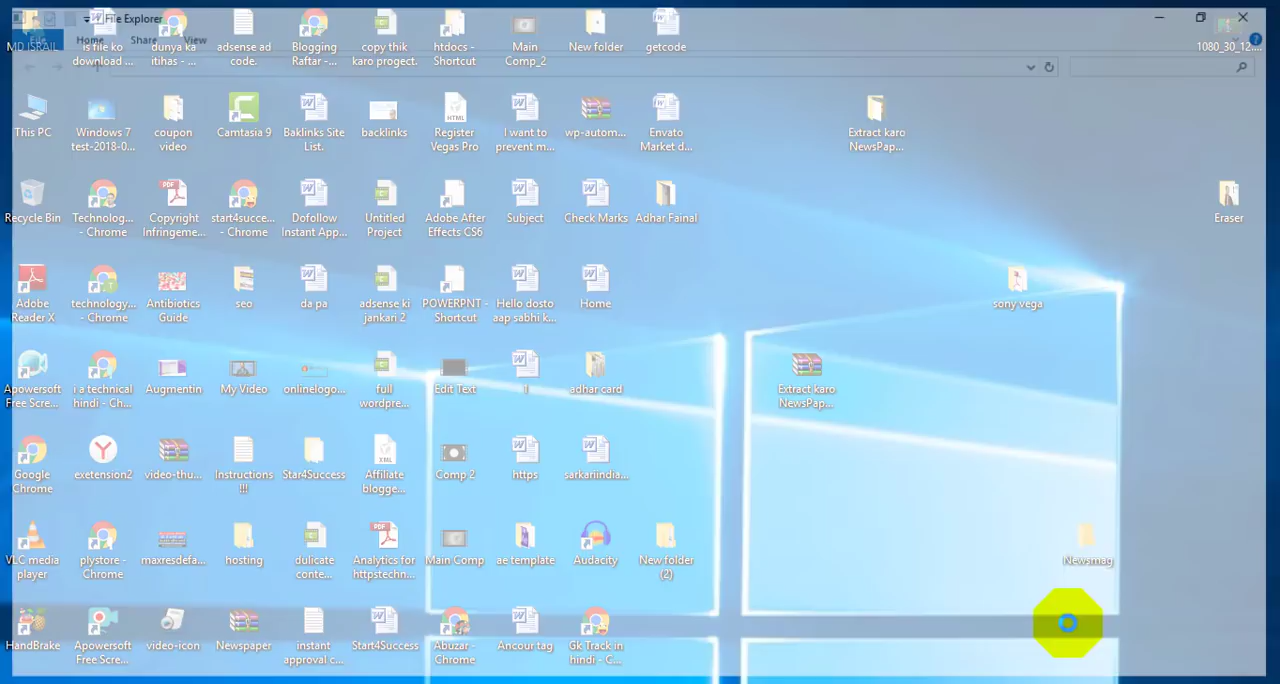 File Explorer
File
Home
Share
View
MD ISRAIL
is file ko
download ...
dunya ka
itihas - ...
adsense ad
code.
Blogging
Raftar -...
copy thik
karo progect.
htdocs -
Shortcut
Main
Comp_2
New folder
getcode
1080_30_12....
This PC
Windows 7
test-2018-0...
coupon
video
Camtasia 9
Baklinks Site
List.
backlinks
Register
Vegas Pro
I want to
prevent m...
wp-autom...
Envato
Market d...
Extract karo
NewsPap...
Recycle Bin
Technolog...
- Chrome
Copyright
Infringeme...
start4succe...
- Chrome
Dofollow
Instant App...
Untitled
Project
Adobe After
Effects CS6
Subject
Check Marks
Adhar Fainal
Eraser
Adobe
Reader X
technology...
- Chrome
Antibiotics
Guide
seo
da pa
adsense ki
jankari 2
POWERPNT -
Shortcut
Hello dosto
aap sabhi k...
Home
sony vega
Apowersoft
Free Scre...
i a technical
hindi - Ch...
Augmentin
My Video
onlinelogo...
full
wordpre...
Edit Text
1
adhar card
Extract karo
NewsPap...
Google
Chrome
exetension2
video-thu...
Instructions
!!!
Star4Success
Affiliate
blogge...
Comp 2
https
sarkariindia...
VLC media
player
plystore -
Chrome
maxresdefa...
hosting
dulicate
conte...
Analytics for
httpstechn...
Main Comp
ae template
Audacity
New folder
(2)
Newsmag
HandBrake
Apowersoft
Free Scre...
video-icon
Newspaper
instant
approval c...
Start4Success
Abuzar -
Chrome
Ancour tag
Gk Track in
hindi - C...